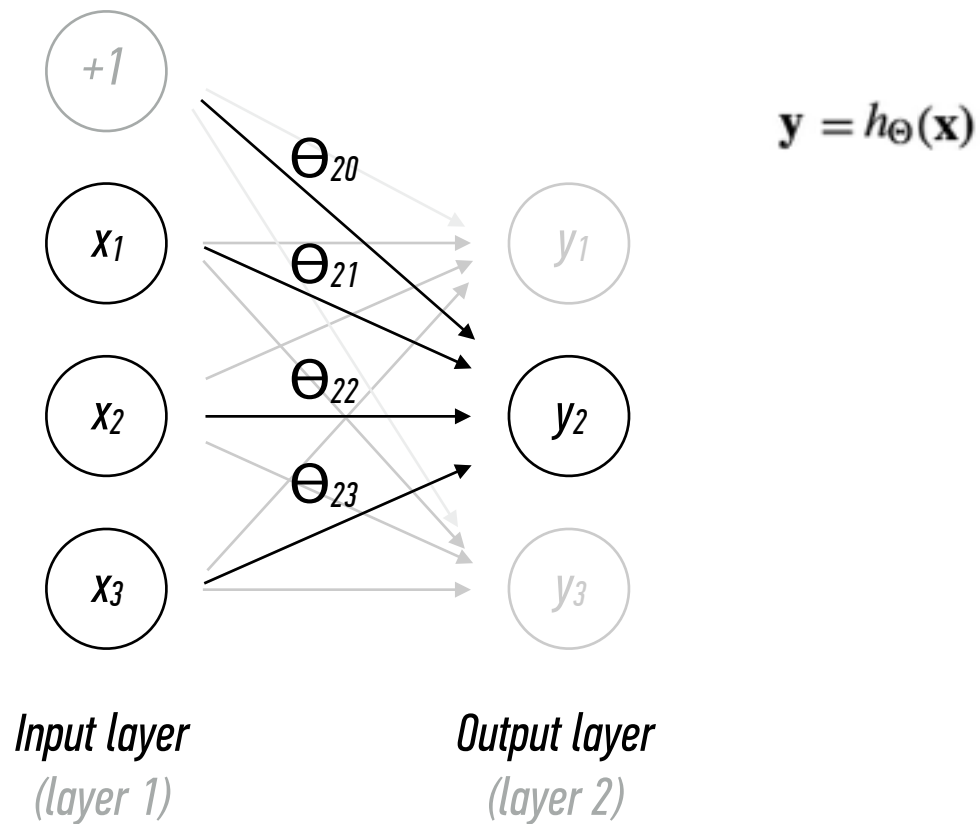 +1
y = hΘ(x)
Θ20
x1
Θ21
y1
x2
Θ22
y2
Θ23
x3
y3
Input layer
Output layer
(layer 1)
(layer 2)